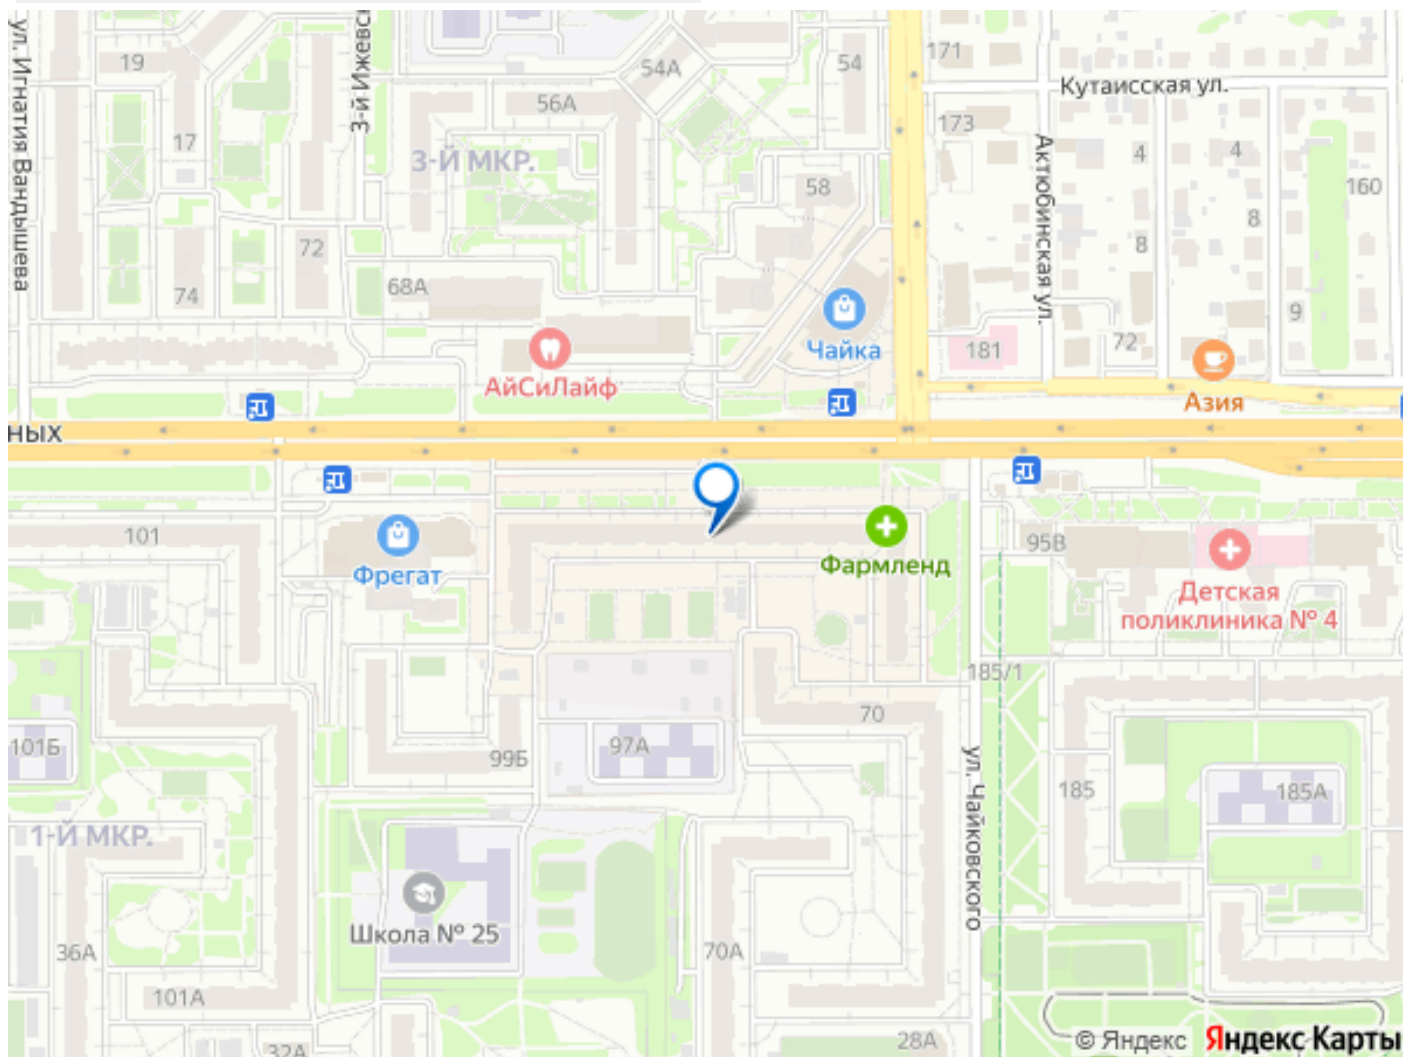 ул. Игнатия Вандышева
19
17
3-й Ижевс
54А
54
56А
3-Й МКР.
58
171
173
Кутаисская ул.
Актюбинская ул.
4
4
160
8
8
9
72
74
68А
Чайка
181
72
АйСиЛайф
Азия
ных
101
Фрегат
Фармленд
95В
Детская
поликлиника № 4
185/1
70
101Б
99Б
97А
ул. Чайковского
185
185А
1-Й МКР.
Школа № 25
36А
70А
101А
32А
28А
© Яндекс
Яндекс Карты